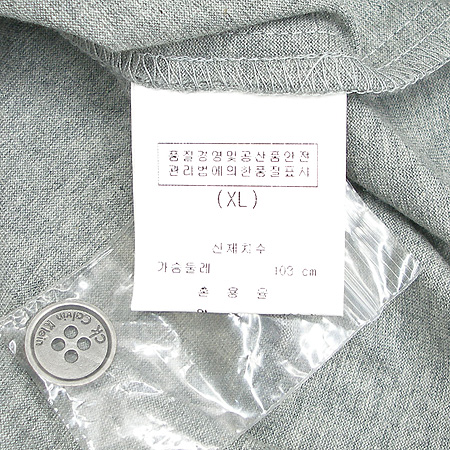 품질경영및공산품안전
관리법에의한품질표시
(XL)
신체치수
가슴둘레 103 cm
혼용율
ck Calvin Klein